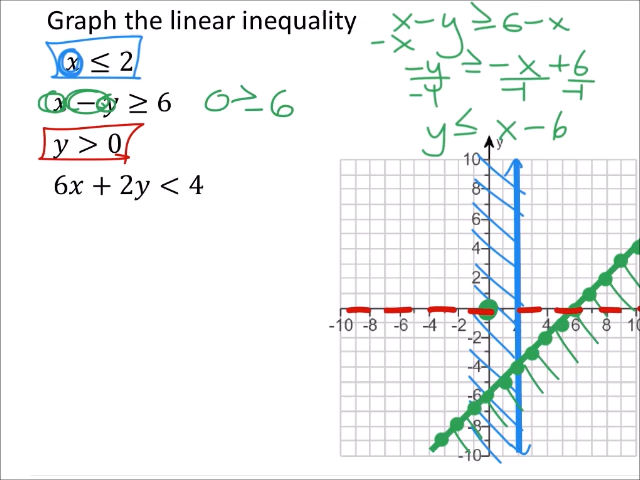 Graph the linear inequality
x ≤ 2
x − y ≥ 6
0 ≥ 6
y > 0
6x + 2y < 4
x − y ≥ 6 − x
−x
−y ≥ −x + 6
−1 −1 −1
y ≤ x − 6
y
10
8
6
4
2
-10 -8 -6 -4 -2 2 4 6 8 10
-2
-4
-6
-8
-10